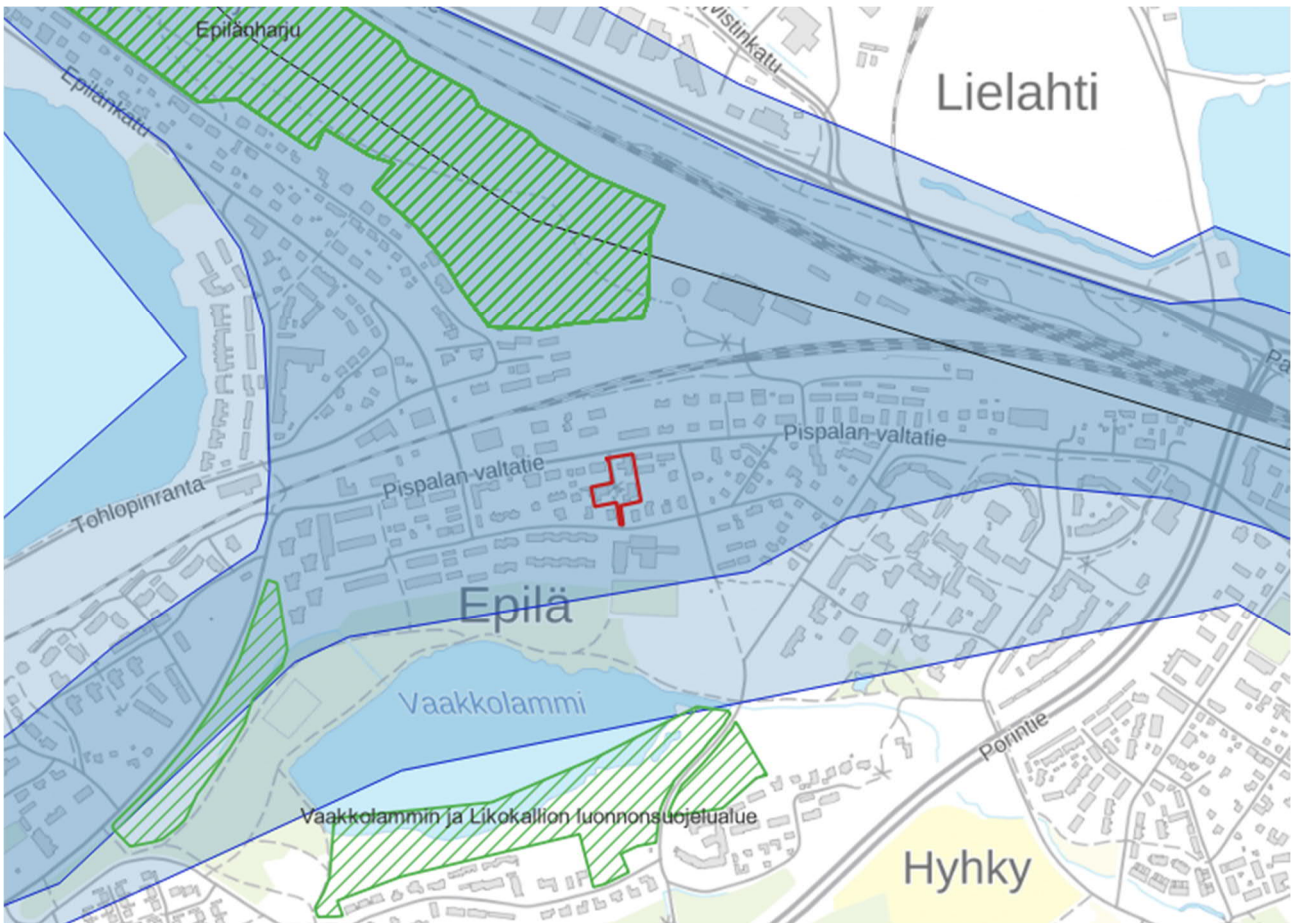 Epilänharju
Lielahti
Epilänkatu
Pispalan valtatie
Pispalan valtatie
Tohlopinranta
Epilä
Vaakkolammi
Porintie
Vaakkolammin ja Likokallion luonnonsuojelualue
Hyhky